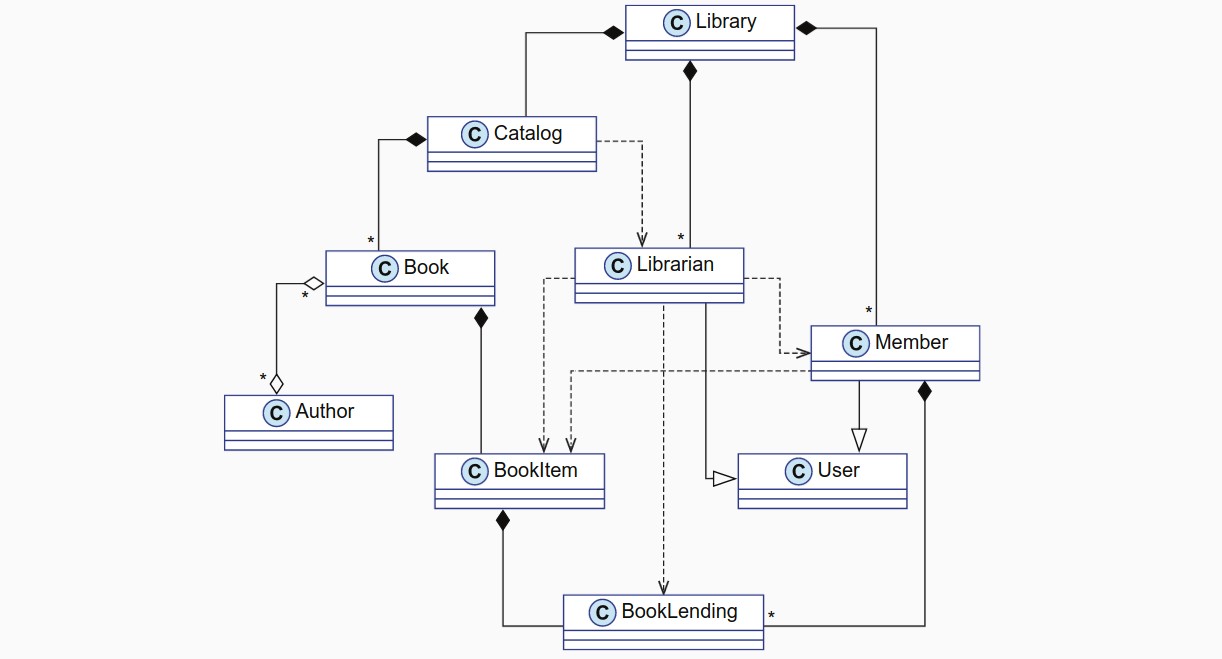 C Library
C Catalog
*
*
C Book
C Librarian
*
*
C Member
*
C Author
C BookItem
C User
C BookLending
*